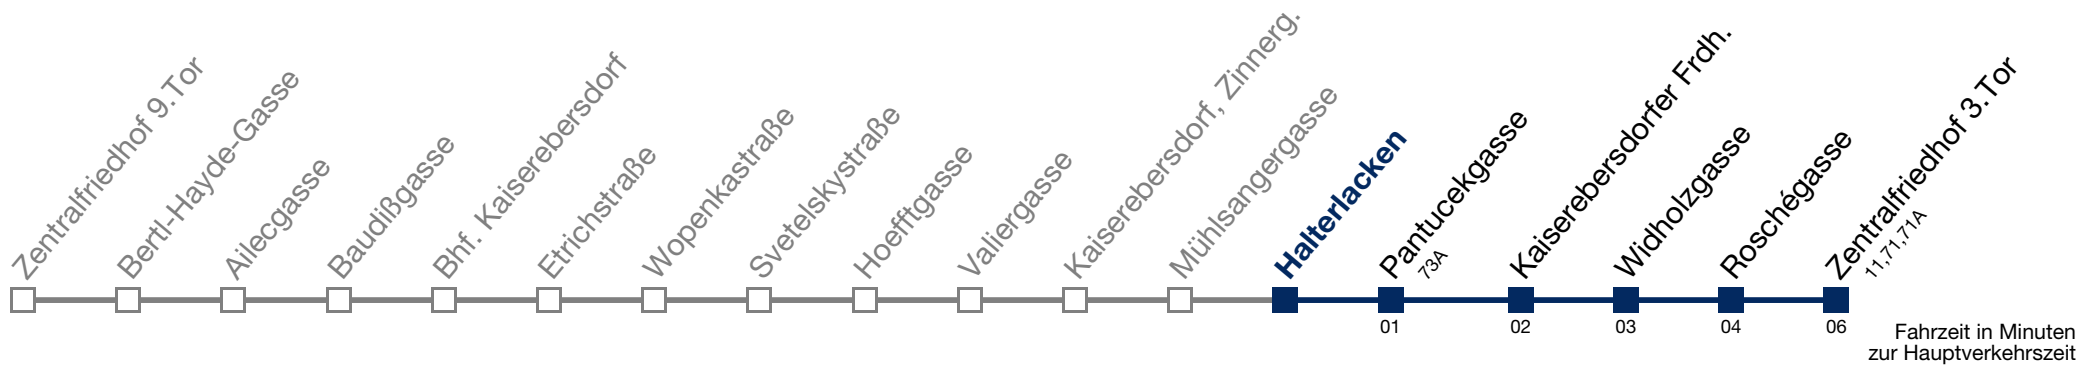 Zentralfriedhof 9.Tor
Bertl-Hayde-Gasse
Ailecgasse
Baudißgasse
Bhf. Kaiserebersdorf
Etrichstraße
Wopenkastraße
Svetelskystraße
Hoefftgasse
Valiergasse
Kaiserebersdorf, Zinnerg.
Mühlsangergasse
Halterlacken
Pantucekgasse
73A
Kaiserebersdorfer Frdh.
Widholzgasse
Roschégasse
Zentralfriedhof 3.Tor
11,71,71A
01
02
03
04
06
Fahrzeit in Minuten
zur Hauptverkehrszeit